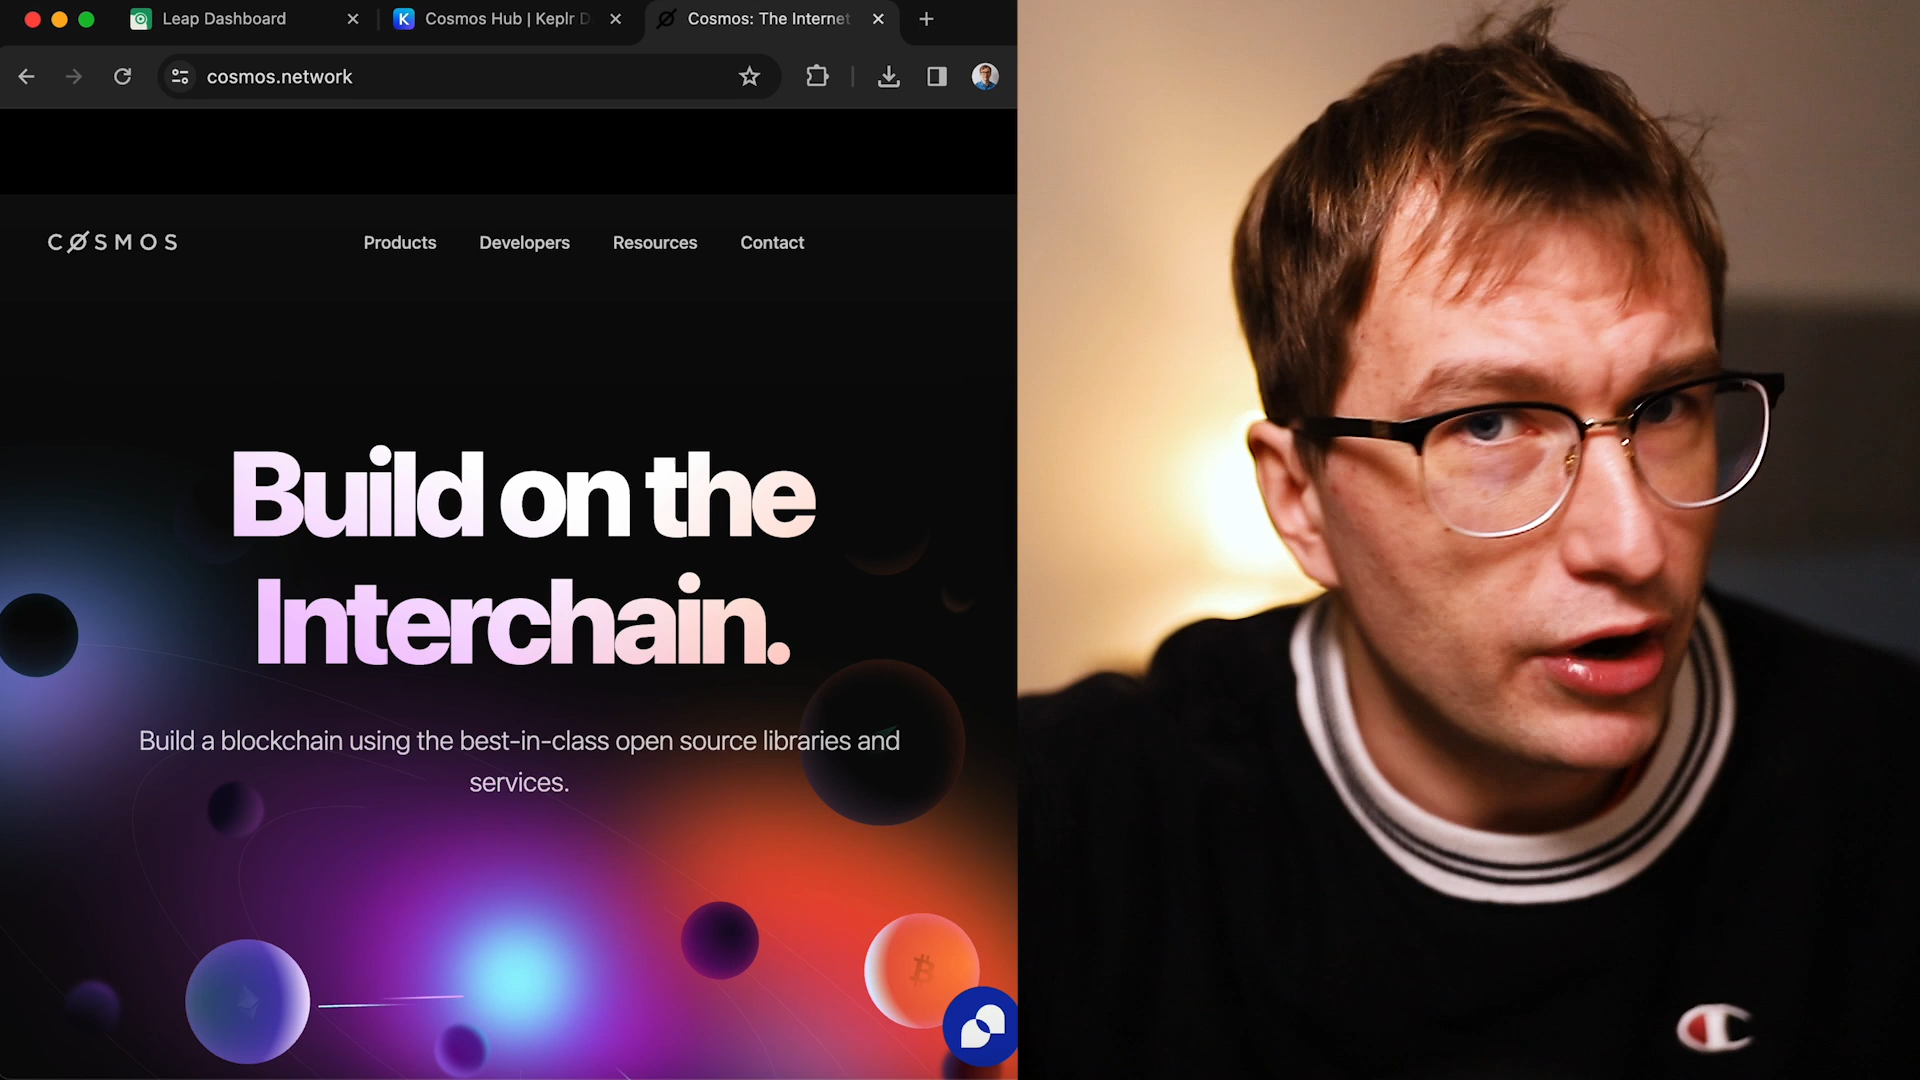 Leap Dashboard
K
Cosmos Hub | Keplr D
Cosmos: The Internet
cosmos.network
COSMOS
Products
Developers
Resources
Contact
Build on the
Interchain.
Build a blockchain using the best-in-class open source libraries and
services.